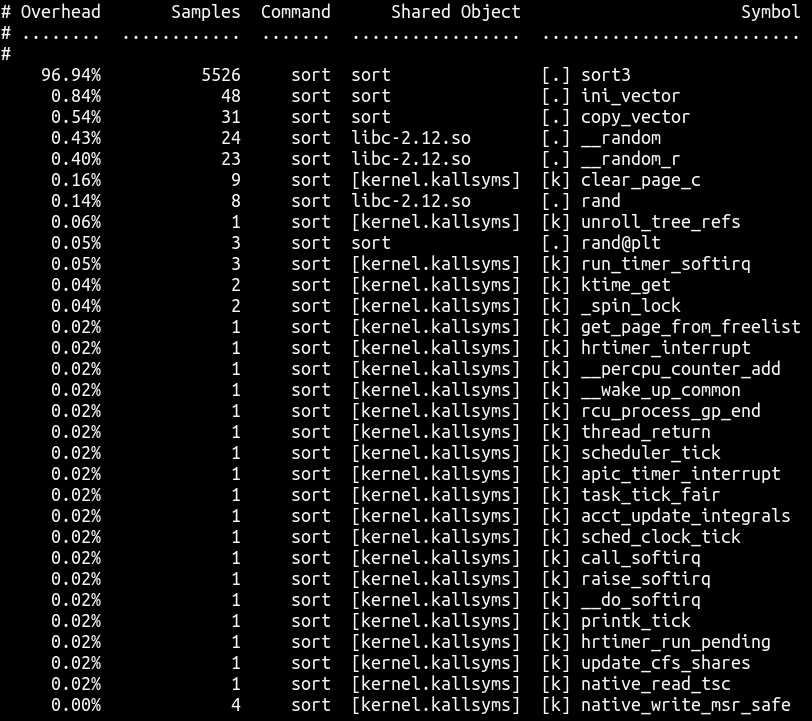 # Overhead       Samples  Command      Shared Object                      Symbol
# ........  ............  .......  .................  ..........................
#
    96.94%          5526     sort  sort               [.] sort3
     0.84%            48     sort  sort               [.] ini_vector
     0.54%            31     sort  sort               [.] copy_vector
     0.43%            24     sort  libc-2.12.so       [.] __random
     0.40%            23     sort  libc-2.12.so       [.] __random_r
     0.16%             9     sort  [kernel.kallsyms]  [k] clear_page_c
     0.14%             8     sort  libc-2.12.so       [.] rand
     0.06%             1     sort  [kernel.kallsyms]  [k] unroll_tree_refs
     0.05%             3     sort  sort               [.] rand@plt
     0.05%             3     sort  [kernel.kallsyms]  [k] run_timer_softirq
     0.04%             2     sort  [kernel.kallsyms]  [k] ktime_get
     0.04%             2     sort  [kernel.kallsyms]  [k] _spin_lock
     0.02%             1     sort  [kernel.kallsyms]  [k] get_page_from_freelist
     0.02%             1     sort  [kernel.kallsyms]  [k] hrtimer_interrupt
     0.02%             1     sort  [kernel.kallsyms]  [k] __percpu_counter_add
     0.02%             1     sort  [kernel.kallsyms]  [k] __wake_up_common
     0.02%             1     sort  [kernel.kallsyms]  [k] rcu_process_gp_end
     0.02%             1     sort  [kernel.kallsyms]  [k] thread_return
     0.02%             1     sort  [kernel.kallsyms]  [k] scheduler_tick
     0.02%             1     sort  [kernel.kallsyms]  [k] apic_timer_interrupt
     0.02%             1     sort  [kernel.kallsyms]  [k] task_tick_fair
     0.02%             1     sort  [kernel.kallsyms]  [k] acct_update_integrals
     0.02%             1     sort  [kernel.kallsyms]  [k] sched_clock_tick
     0.02%             1     sort  [kernel.kallsyms]  [k] call_softirq
     0.02%             1     sort  [kernel.kallsyms]  [k] raise_softirq
     0.02%             1     sort  [kernel.kallsyms]  [k] __do_softirq
     0.02%             1     sort  [kernel.kallsyms]  [k] printk_tick
     0.02%             1     sort  [kernel.kallsyms]  [k] hrtimer_run_pending
     0.02%             1     sort  [kernel.kallsyms]  [k] update_cfs_shares
     0.02%             1     sort  [kernel.kallsyms]  [k] native_read_tsc
     0.00%             4     sort  [kernel.kallsyms]  [k] native_write_msr_safe